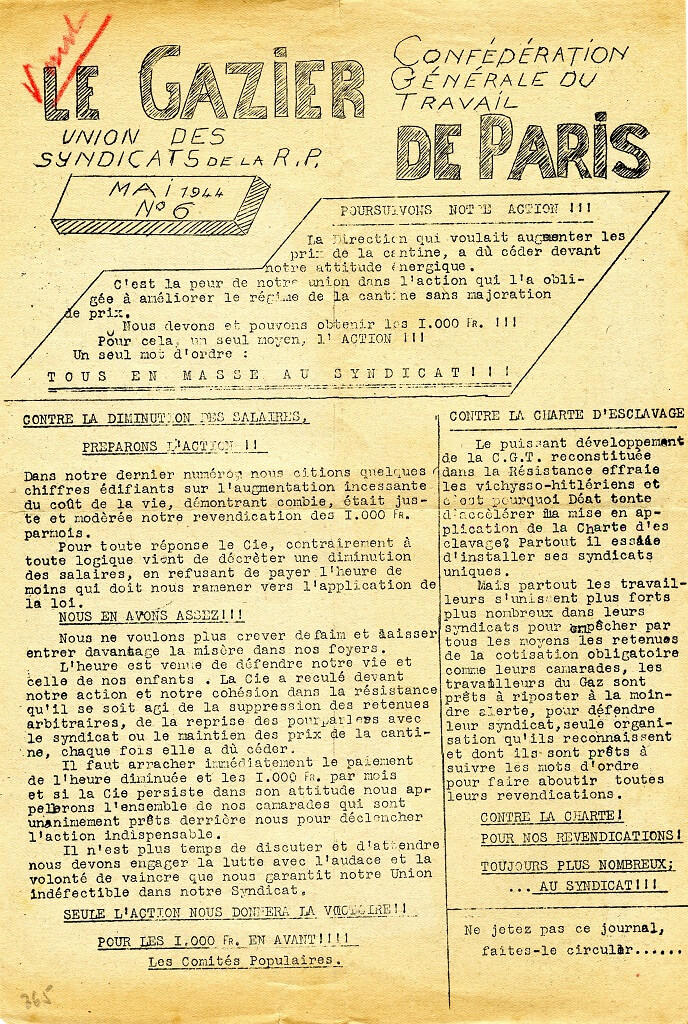 LE GAZIER
CONFÉDÉRATION
GÉNÉRALE DU
TRAVAIL
DE PARIS
UNION DES
SYNDICATS DE LA R.P.
MAI 1944
N° 6
POURSUIVONS NOTRE ACTION !!!
La Direction qui voulait augmenter les
prix de la cantine, a dû céder devant
notre attitude énergique.
C'est la peur de notre union dans l'action qui l'a obli-
gée à améliorer le régime de la cantine sans majoration
de prix.
Nous devons et pouvons obtenir les I.000 Fr. !!!
Pour cela, un seul moyen, l' ACTION !!!
Un seul mot d'ordre :
TOUS EN MASSE AU SYNDICAT!!!
CONTRE LA DIMINUTION DES SALAIRES,
PREPARONS L'ACTION !!
Dans notre dernier numéro, nous citions quelques
chiffres édifiants sur l'augmentation incessante
du coût de la vie, démontrant combie, était jus-
te et modérée notre revendication des I.000 Fr.
parmois.
Pour toute réponse le Cie, contrairement à
toute logique vient de décréter une diminution
des salaires, en refusant de payer l'heure de
moins qui doit nous ramener vers l'application de
la loi.
NOUS EN AVONS ASSEZ!!!
Nous ne voulons plus crever defaim et laisser
entrer davantage la misère dans nos foyers.
L'heure est venue de défendre notre vie et
celle de nos enfants . La Cie a reculé devant
notre action et notre cohésion dans la résistance
qu'il se soit agi de la suppression des retenues
arbitraires, de la reprise des pourparlers avec
le syndicat ou le maintien des prix de la canti-
ne, chaque fois elle a dû céder.
Il faut arracher immédiatement le paiement
de l'heure diminuée et les I.000 Fr. par mois
et si la Cie persiste dans son attitude nous ap-
pellerons l'ensemble de nos camarades qui sont
unanimement prêts derrière nous pour déclencher
l'action indispensable.
Il n'est plus temps de discuter et d'attendre
nous devons engager la lutte avec l'audace et la
volonté de vaincre que nous garantit notre Union
indéfectible dans notre Syndicat.
SEULE L'ACTION NOUS DONNERA LA VICTOIRE!!
POUR LES I.000 Fr. EN AVANT!!!!
Les Comités Populaires.
CONTRE LA CHARTE D'ESCLAVAGE
Le puissant développement
de la C.G.T. reconstituée
dans la Résistance effraie
les vichysso-hitlériens et
c'est pourquoi Déat tente
d'accélérer la mise en ap-
plication de la Charte d'es
clavage? Partout il essaie
d'installer ses syndicats
uniques.
Mais partout les travail-
leurs s'unissent plus forts
plus nombreux dans leurs
syndicats pour empêcher par
tous les moyens les retenues
de la cotisation obligatoire
comme leurs camarades, les
travailleurs du Gaz sont
prêts à riposter à la moin-
dre alerte, pour défendre
leur syndicat,seule organi-
sation qu'ils reconnaissent
et dont ils sont prêts à
suivre les mots d'ordre
pour faire aboutir toutes
leurs revendications.
CONTRE LA CHARTE!
POUR NOS REVENDICATIONS!
TOUJOURS PLUS NOMBREUX;
... AU SYNDICAT!!!
Ne jetez pas ce journal,
faites-le circuler......
365